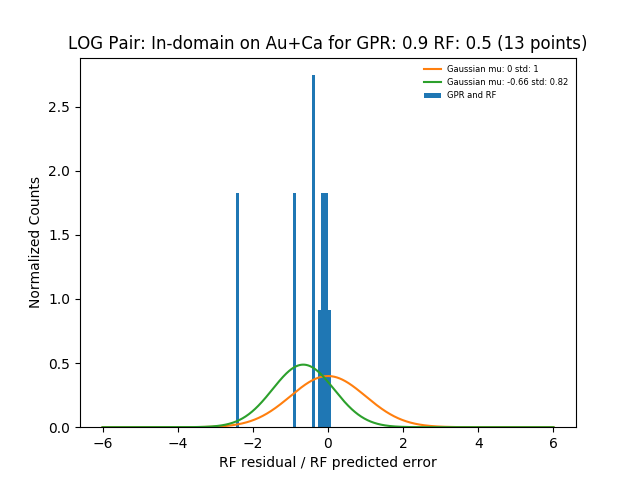 LOG Pair: In-domain on Au+Ca for GPR: 0.9 RF: 0.5 (13 points)
Gaussian mu: 0 std: 1
Gaussian mu: -0.66 std: 0.82
GPR and RF
Normalized Counts
2.5
2.0
1.5
1.0
0.5
0.0
−6 −4 −2 0 2 4 6
RF residual / RF predicted error